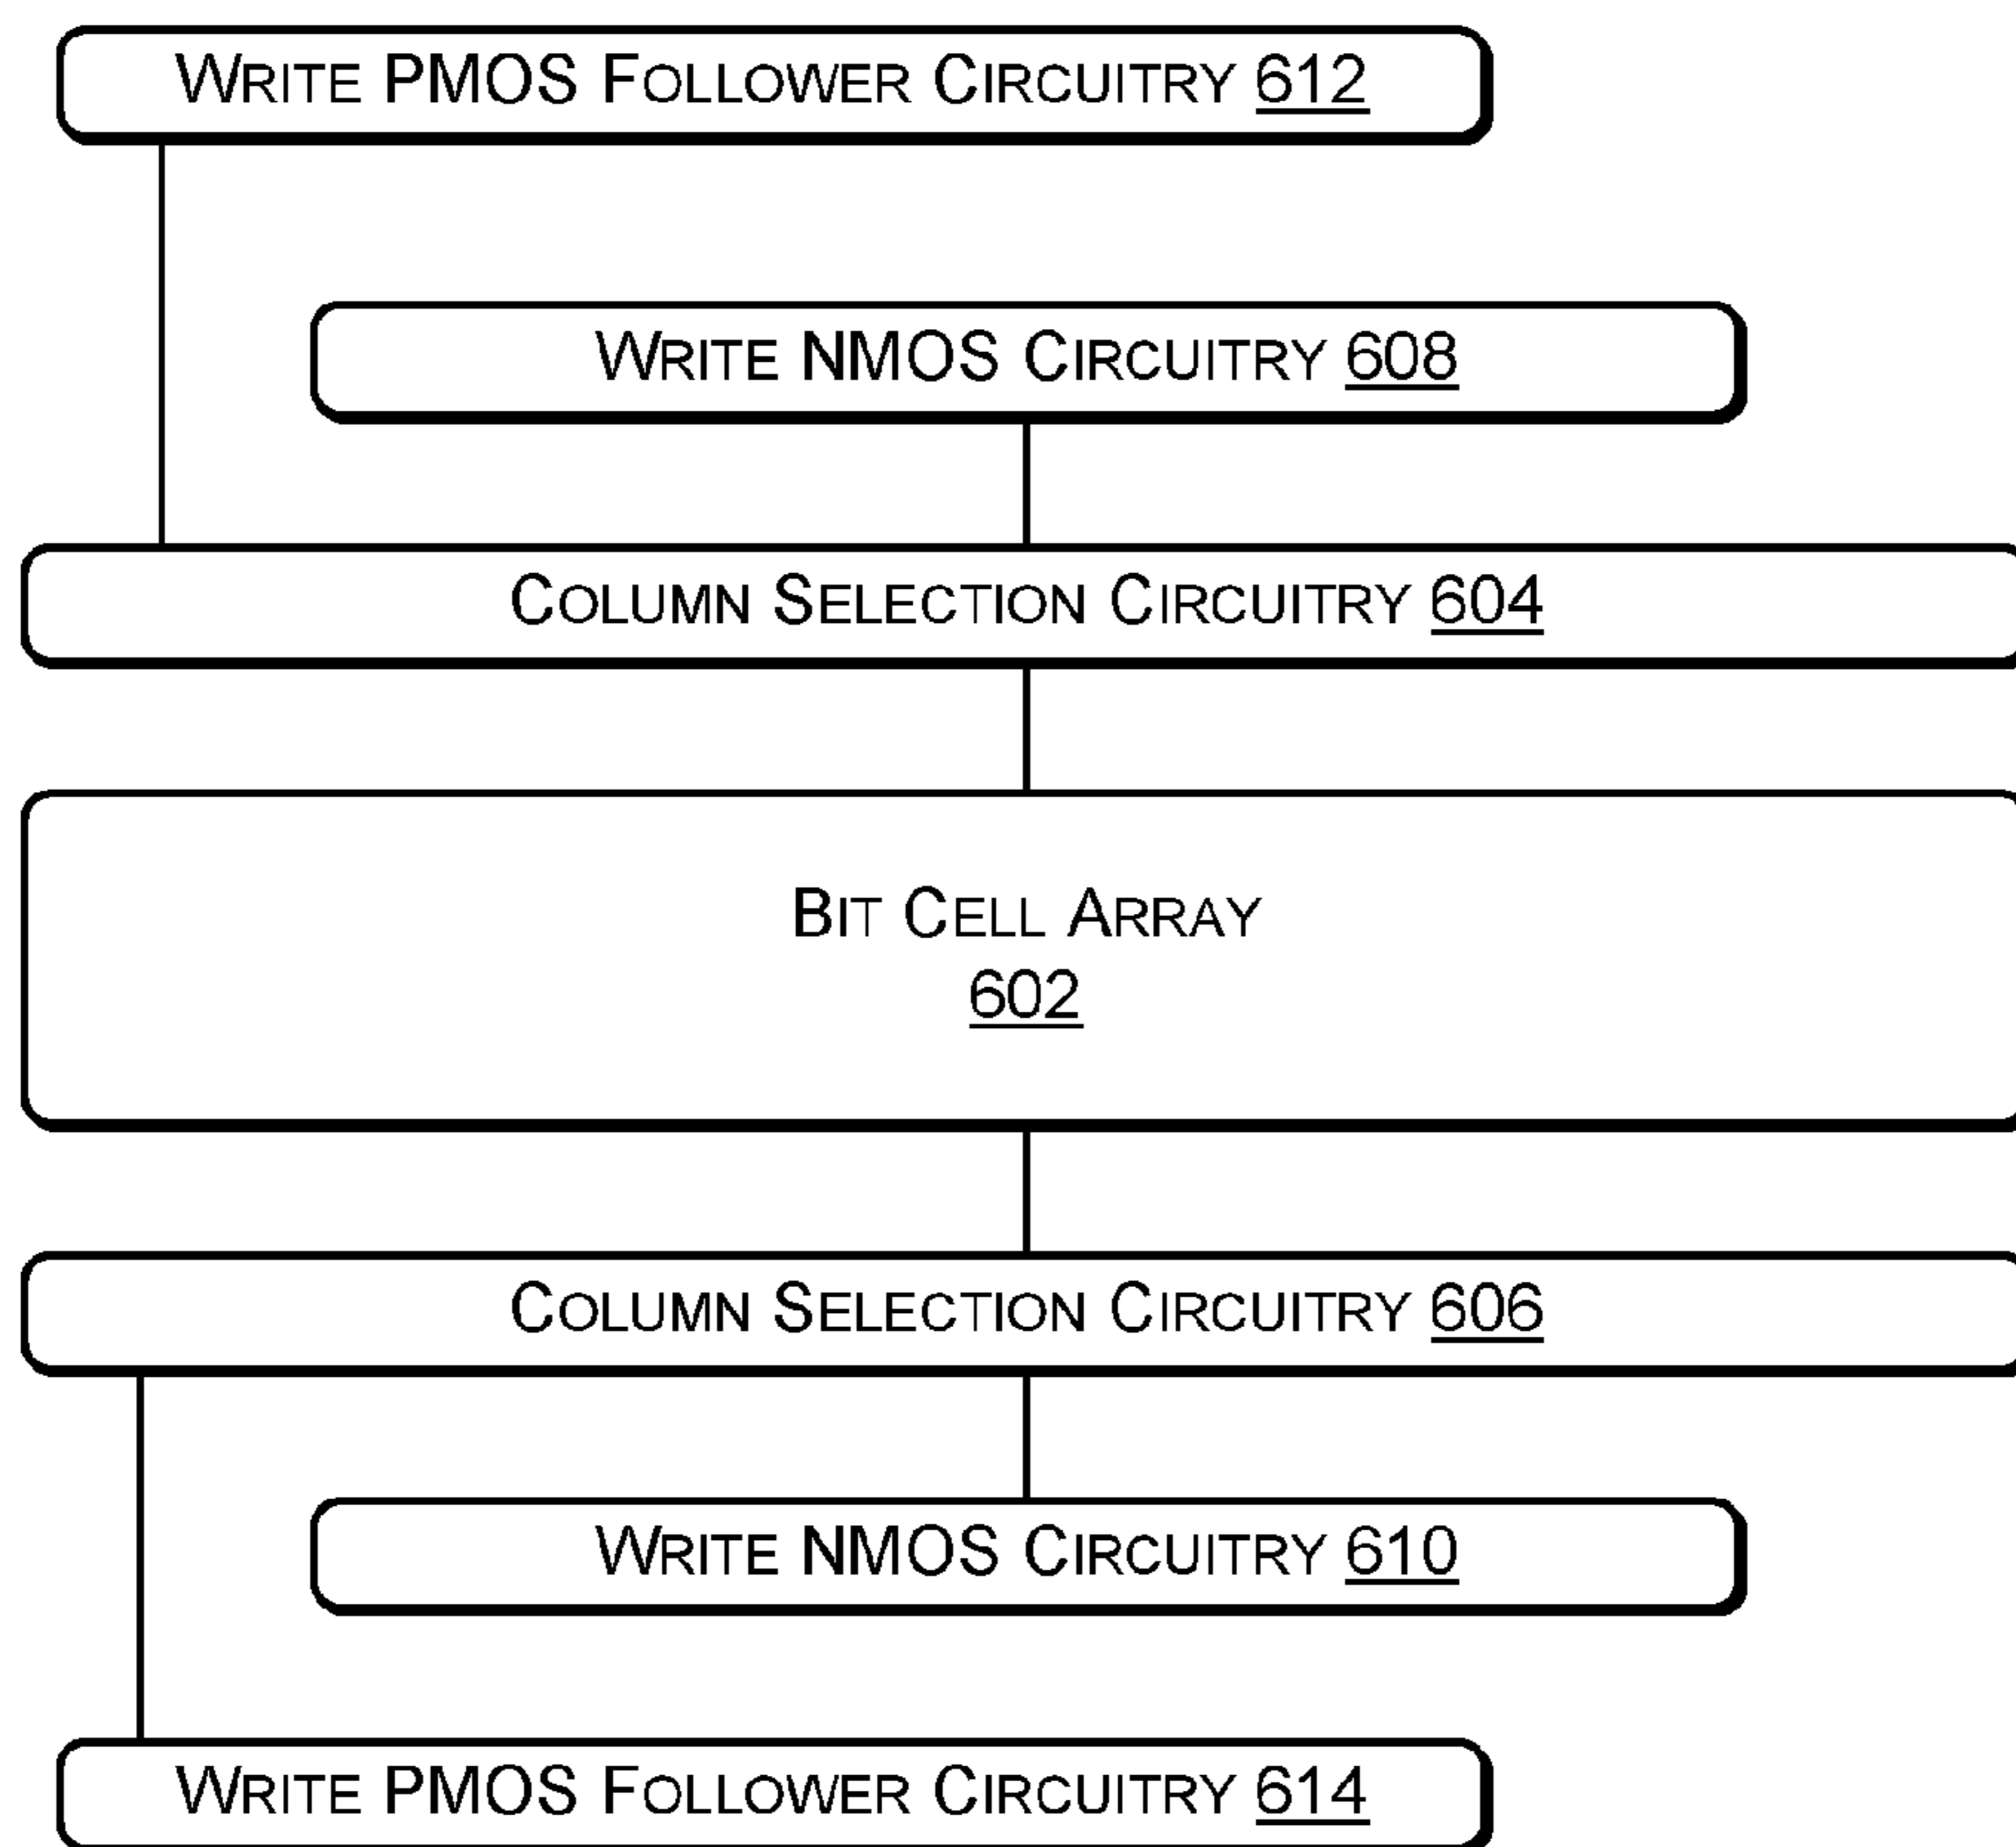 WRITE PMOS FOLLOWER CIRCUITRY 612
WRITE NMOS CIRCUITRY 608
COLUMN SELECTION CIRCUITRY 604
BIT CELL ARRAY
602
COLUMN SELECTION CIRCUITRY 606
WRITE NMOS CIRCUITRY 610
WRITE PMOS FOLLOWER CIRCUITRY 614